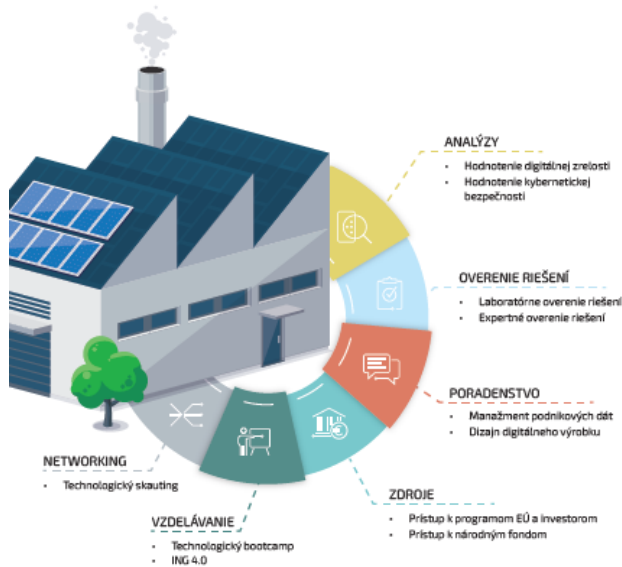 ANALÝZY
• Hodnotenie digitálnej zrelosti
• Hodnotenie kybernetickej
bezpečnosti
OVERENIE RIEŠENÍ
• Laboratórne overenie riešení
• Expertné overenie riešení
PORADENSTVO
• Manažment podnikových dát
• Dizajn digitálneho výrobku
ZDROJE
• Prístup k programom EÚ a investorom
• Prístup k národným fondom
VZDELÁVANIE
• Technologický bootcamp
• ING 4.0
NETWORKING
• Technologický skauting